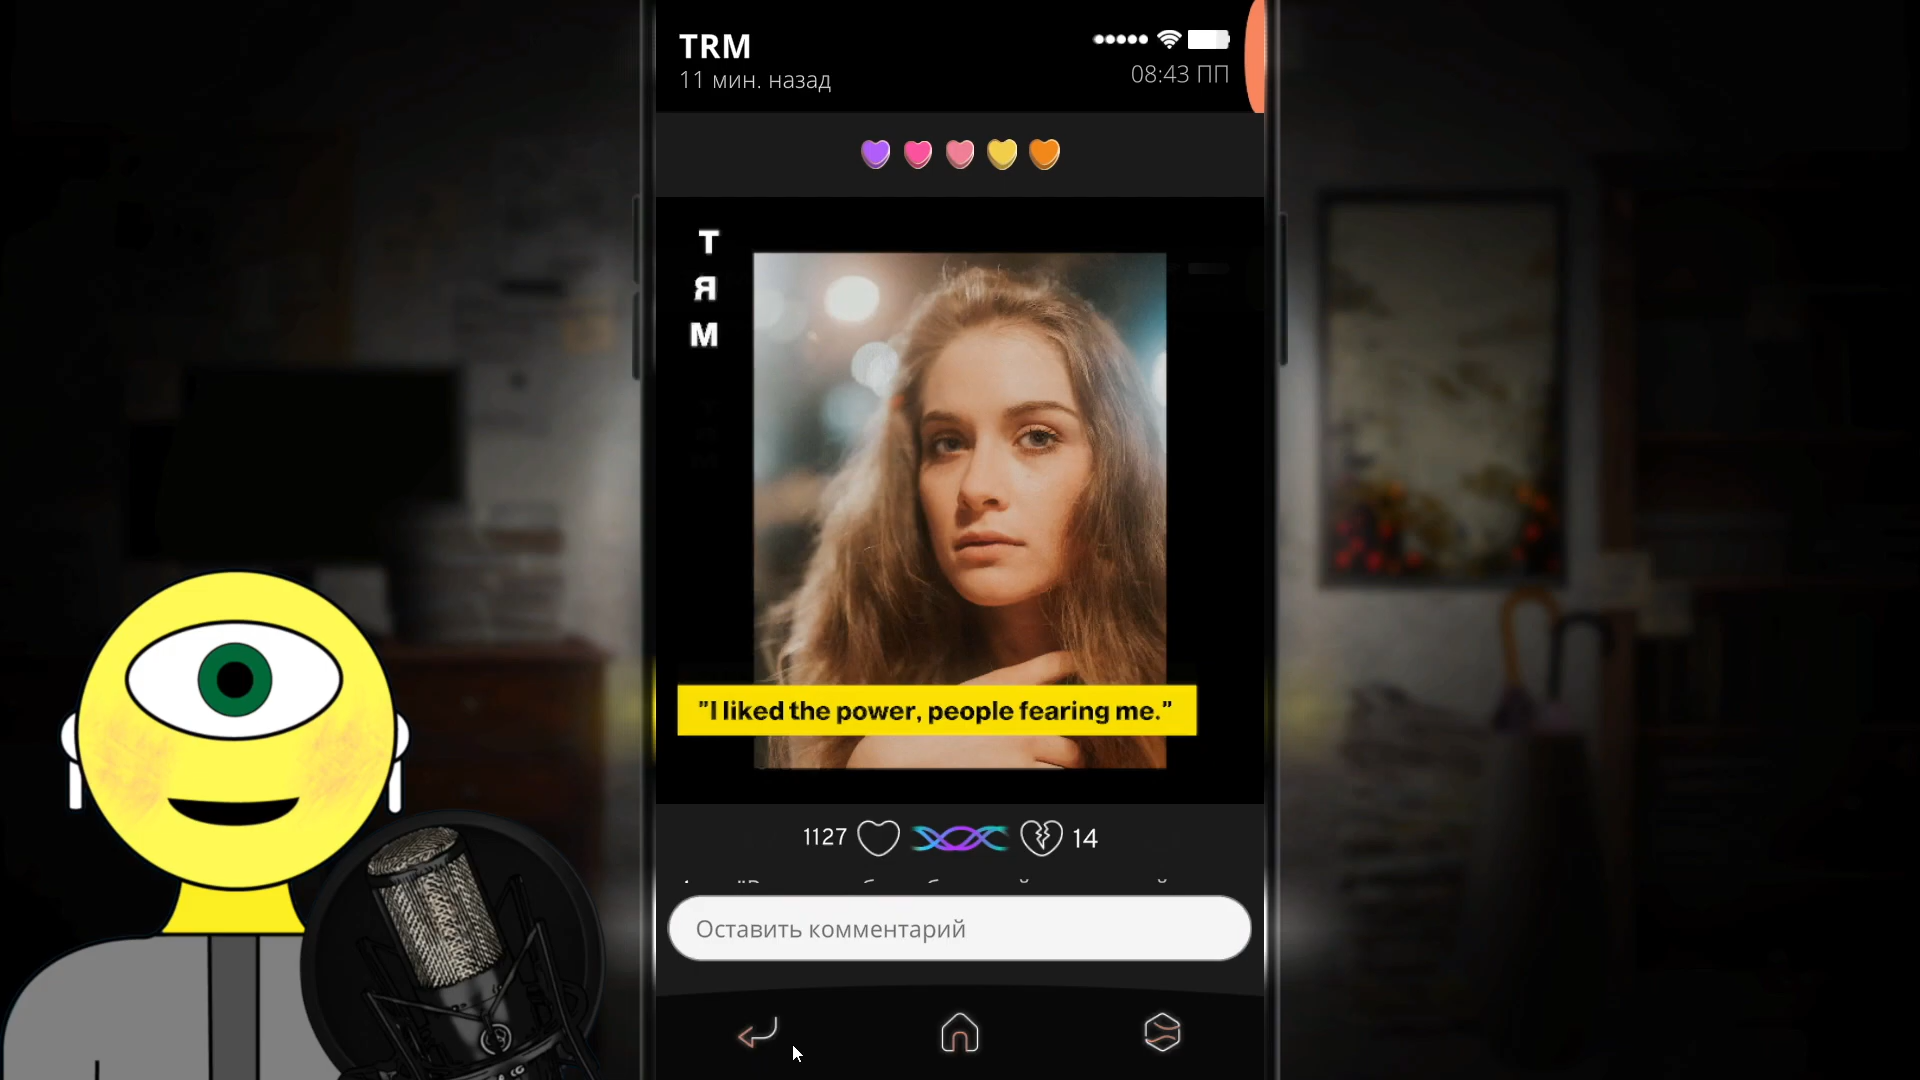 TRM
11 мин. назад
08:43 ПП
T
Я
M
"I liked the power, people fearing me."
1127
14
Оставить комментарий